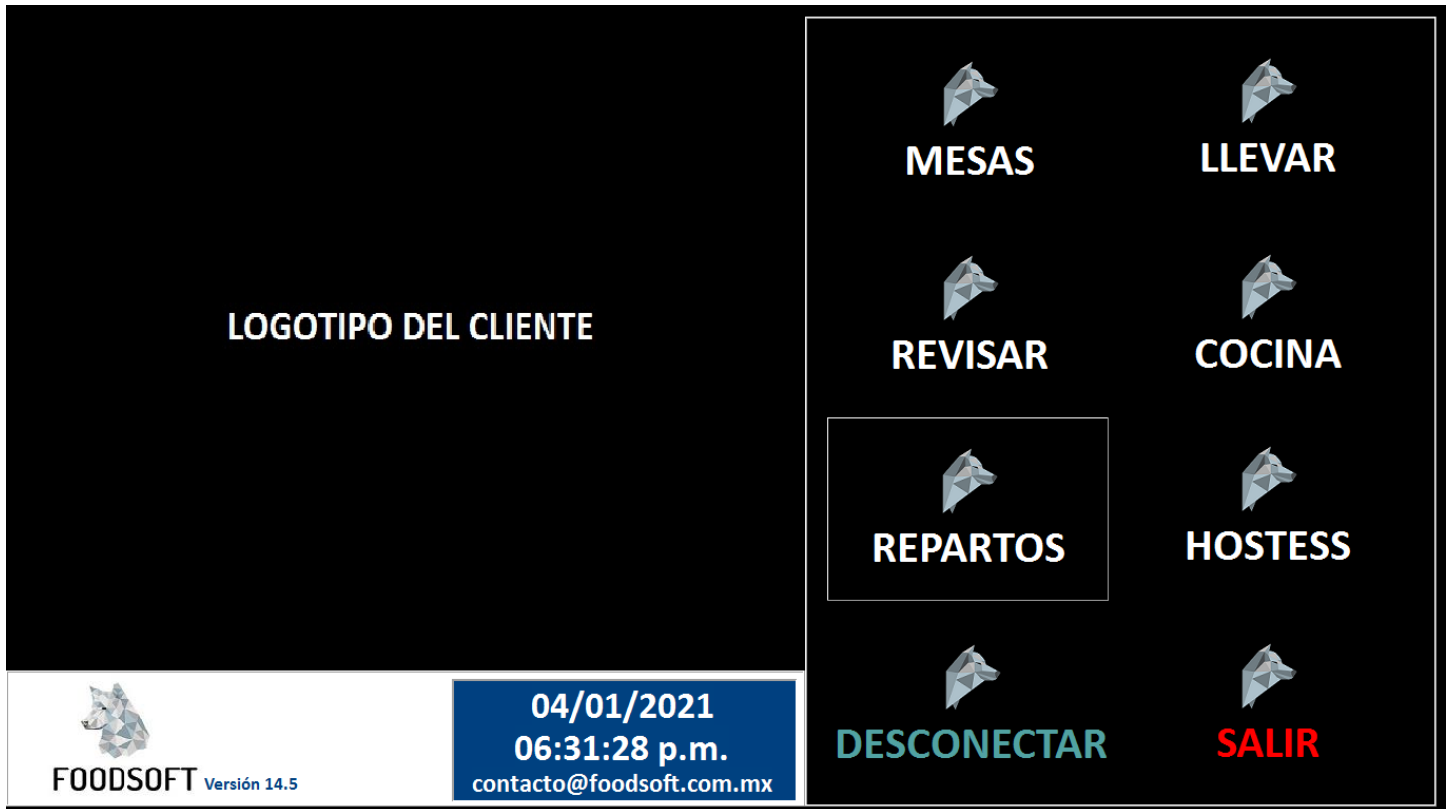 LOGOTIPO DEL CLIENTE
MESAS
LLEVAR
REVISAR
COCINA
REPARTOS
HOSTESS
DESCONECTAR
SALIR
FOODSOFT Versión 14.5
04/01/2021
06:31:28 p.m.
contacto@foodsoft.com.mx